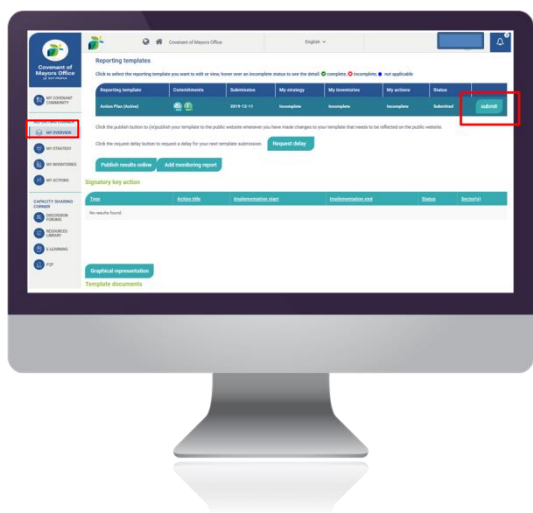 Covenant of Mayors Office
English
Covenant of
Mayors Office
MY COVENANT
COMMUNITY
MY OVERVIEW
MY STRATEGY
MY INVENTORIES
MY ACTIONS
CAPACITY SHARING
CORNER
DISCUSSION
FORUMS
RESOURCES
LIBRARY
E-LEARNING
Reporting templates
Click to select the reporting template you want to edit or view, hover over an incomplete status to see the detail: complete, incomplete, not applicable
Reporting template Commitments Submission My strategy My inventories My actions Status
Action Plan (Active) 2019-12-11 Incomplete Incomplete Incomplete Submitted submit
Click the publish button to (re)publish your template to the public website whenever you have made changes to your template that needs to be reflected on the public website.
Click the request delay button to request a delay for your next template submission. Request delay
Publish results online Add monitoring report
Signatory key action
Type Action title Implementation start Implementation end Status Sector(s)
No results found.
Graphical representation
Template documents